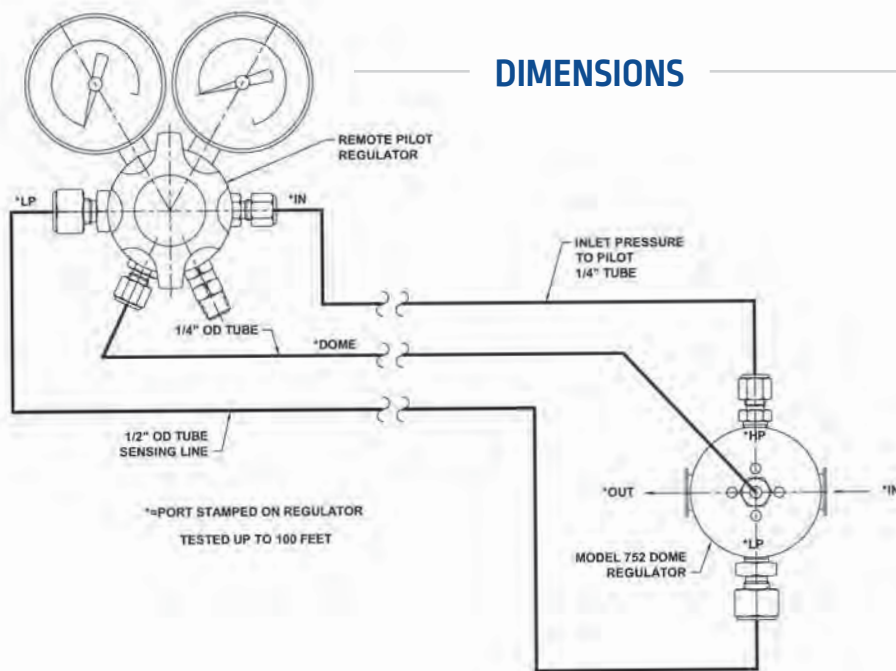 DIMENSIONS
REMOTE PILOT
REGULATOR
*LP
*IN
INLET PRESSURE
TO PILOT
1/4" TUBE
1/4" OD TUBE
*DOME
1/2" OD TUBE
SENSING LINE
*HP
*OUT
*IN
*=PORT STAMPED ON REGULATOR
TESTED UP TO 100 FEET
*LP
MODEL 752 DOME
REGULATOR